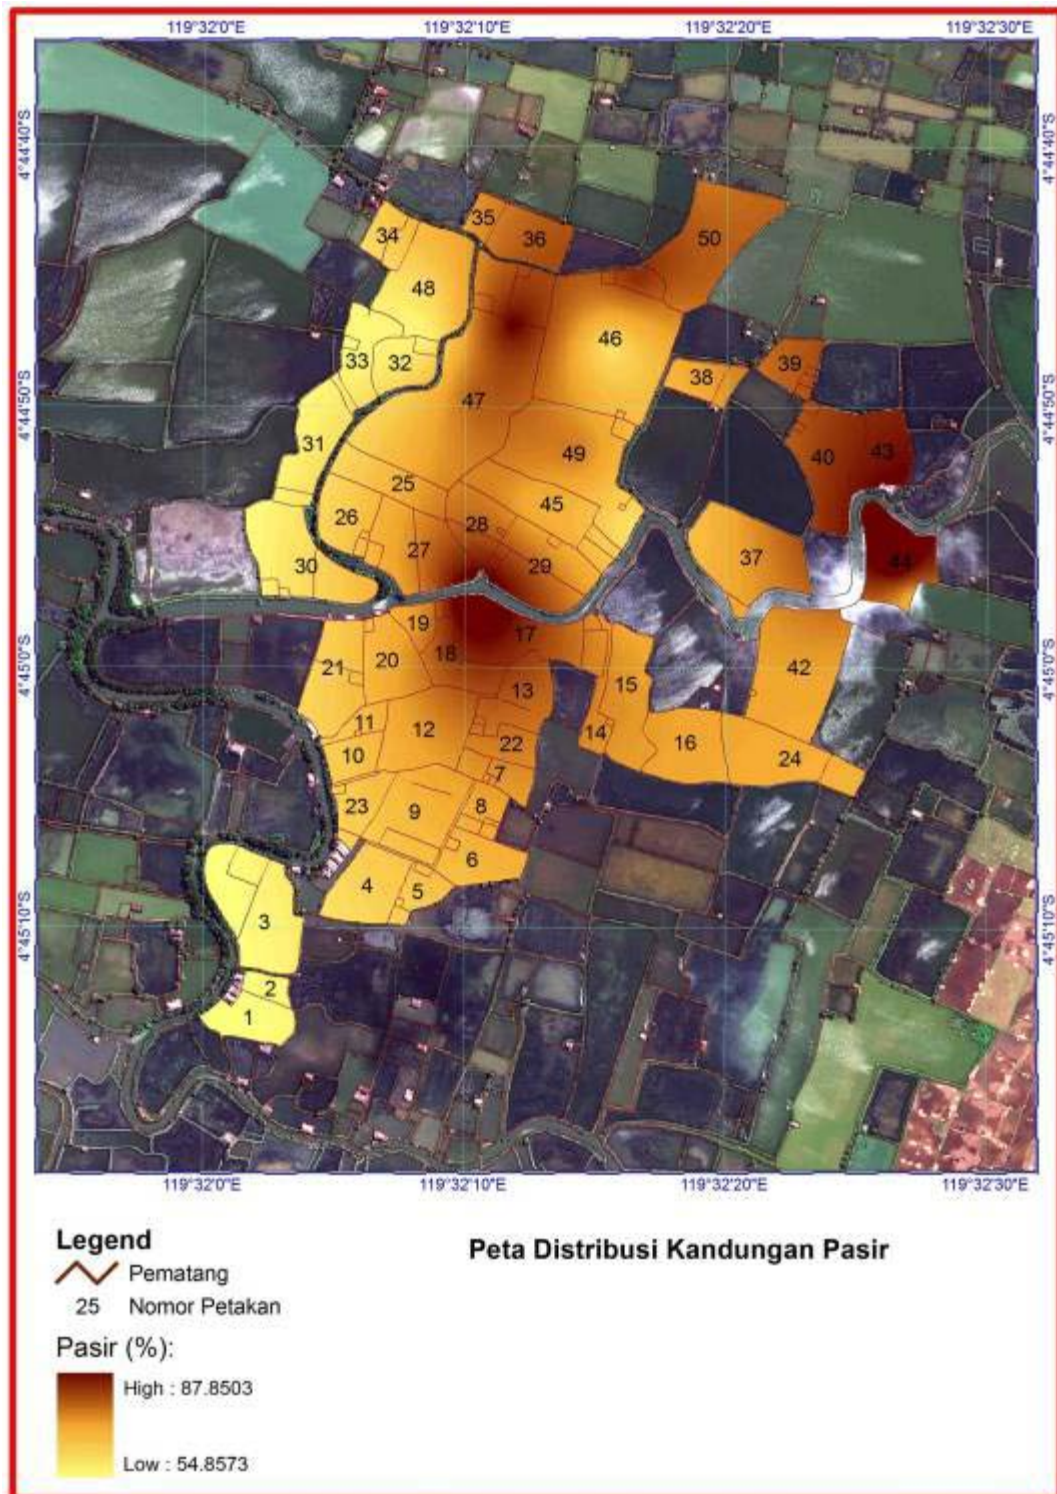 119°32'0"E 119°32'10"E 119°32'20"E 119°32'30"E
4°44'40"S 4°44'40"S
35
34 36 50
48
46
33 32 39
38
4°44'50"S 47 4°44'50"S
31 49 40 43
25
26 45
28
27 37
30 29 44
19 17
18
21 20 42
4°45'0"S 15 4°45'0"S
13
11 12 14
10 22 16
24
7
23 9 8
6
4 5
3
4°45'10"S 4°45'10"S
2
1
119°32'0"E 119°32'10"E 119°32'20"E 119°32'30"E
Legend
Peta Distribusi Kandungan Pasir
Pematang
25 Nomor Petakan
Pasir (%):
High : 87.8503
Low : 54.8573